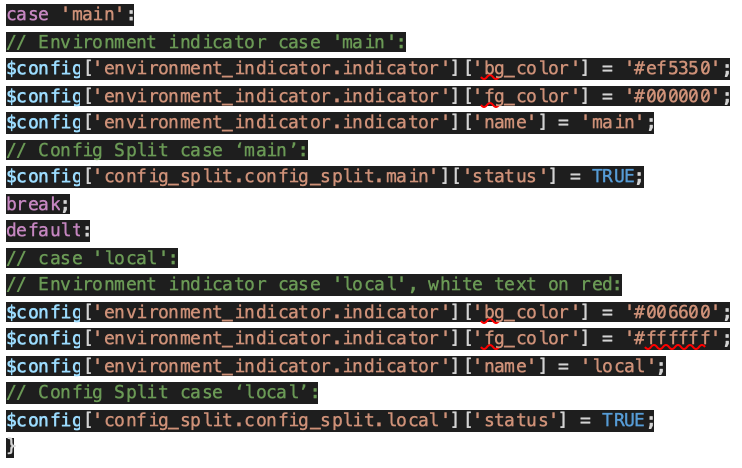 case 'main':
// Environment indicator case 'main':
$config['environment_indicator.indicator']['bg_color'] = '#ef5350';
$config['environment_indicator.indicator']['fg_color'] = '#000000';
$config['environment_indicator.indicator']['name'] = 'main';
// Config Split case ‘main’:
$config['config_split.config_split.main']['status'] = TRUE;
break;
default:
// case 'local':
// Environment indicator case 'local', white text on red:
$config['environment_indicator.indicator']['bg_color'] = '#006600';
$config['environment_indicator.indicator']['fg_color'] = '#ffffff';
$config['environment_indicator.indicator']['name'] = 'local';
// Config Split case ‘local’:
$config['config_split.config_split.local']['status'] = TRUE;
}